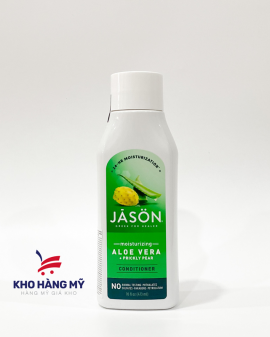 24 HR MOISTURIZATION
JĀSÖN
moisturizing
ALOE VERA
+ PRICKLY PEAR
CONDITIONER
NO
KHO HÀNG MỸ
HÀNG MỸ GIÁ KHO